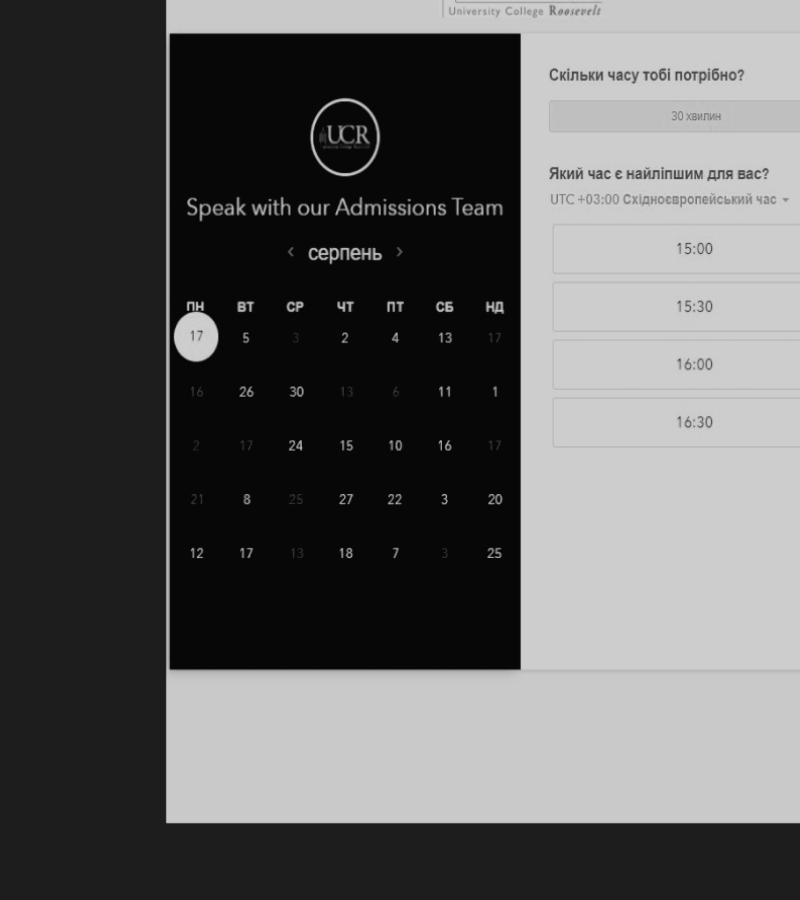 University College Roosevelt
UCR
Speak with our Admissions Team
‹ серпень ›
ПН ВТ СР ЧТ ПТ СБ НД
17 5 3 2 4 13 17
16 26 30 13 6 11 1
2 17 24 15 10 16 17
21 8 25 27 22 3 20
12 17 13 18 7 3 25
Скільки часу тобі потрібно?
30 хвилин
Який час є найліпшим для вас?
UTC +03:00 Східноєвропейський час
15:00
15:30
16:00
16:30